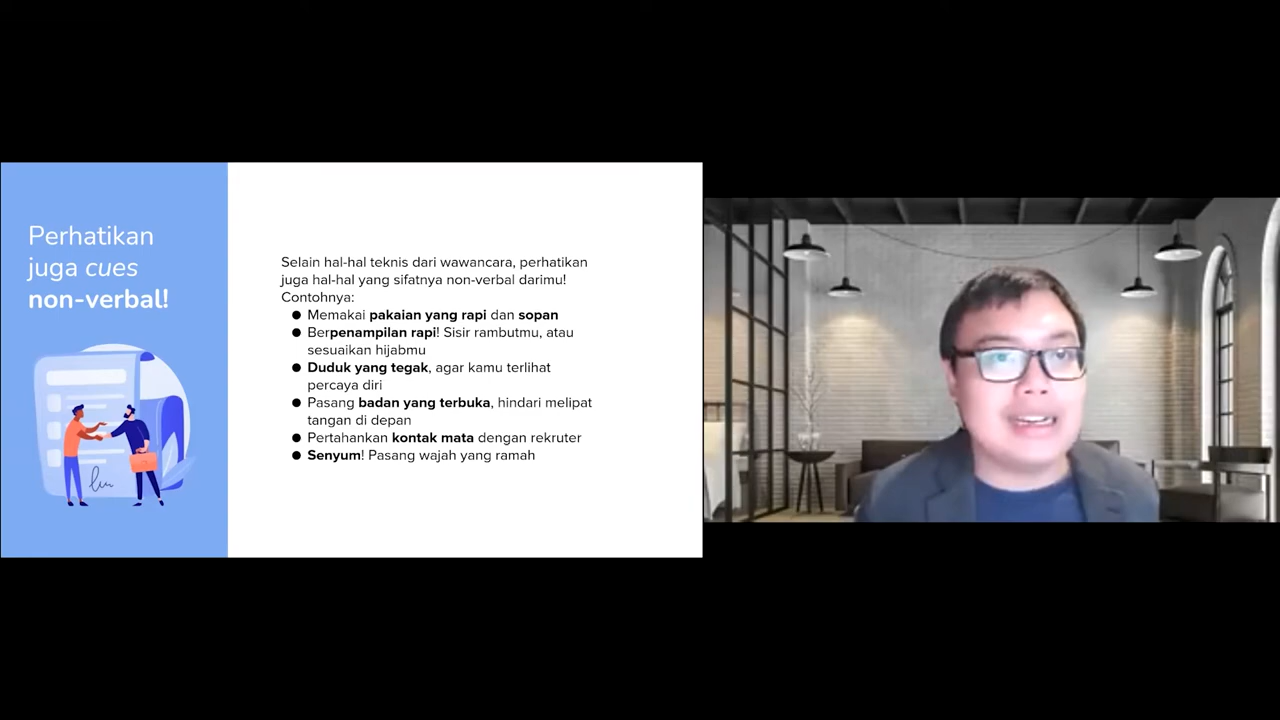 Perhatikan
juga cues
non-verbal!
Selain hal-hal teknis dari wawancara, perhatikan
juga hal-hal yang sifatnya non-verbal darimu!
Contohnya:
● Memakai pakaian yang rapi dan sopan
● Berpenampilan rapi! Sisir rambutmu, atau
sesuaikan hijabmu
● Duduk yang tegak, agar kamu terlihat
percaya diri
● Pasang badan yang terbuka, hindari melipat
tangan di depan
● Pertahankan kontak mata dengan rekruter
● Senyum! Pasang wajah yang ramah